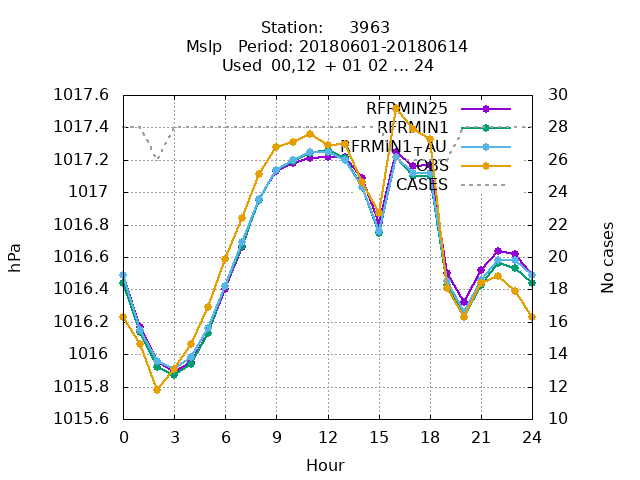 Station: 3963
Mslp Period: 20180601-20180614
Used 00,12 + 01 02 ... 24
1017.6
1017.4
1017.2
1017
1016.8
1016.6
1016.4
1016.2
1016
1015.8
1015.6
hPa
RFRMIN25
RFRMIN1
RFRMIN1_AU
OBS
CASES
30
28
26
24
22
20
18
16
14
12
10
No cases
0 3 6 9 12 15 18 21 24
Hour